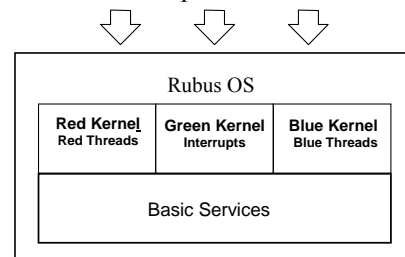 Rubus OS
Red Kernel Green Kernel Blue Kernel
Red Threads Interrupts Blue Threads
Basic Services